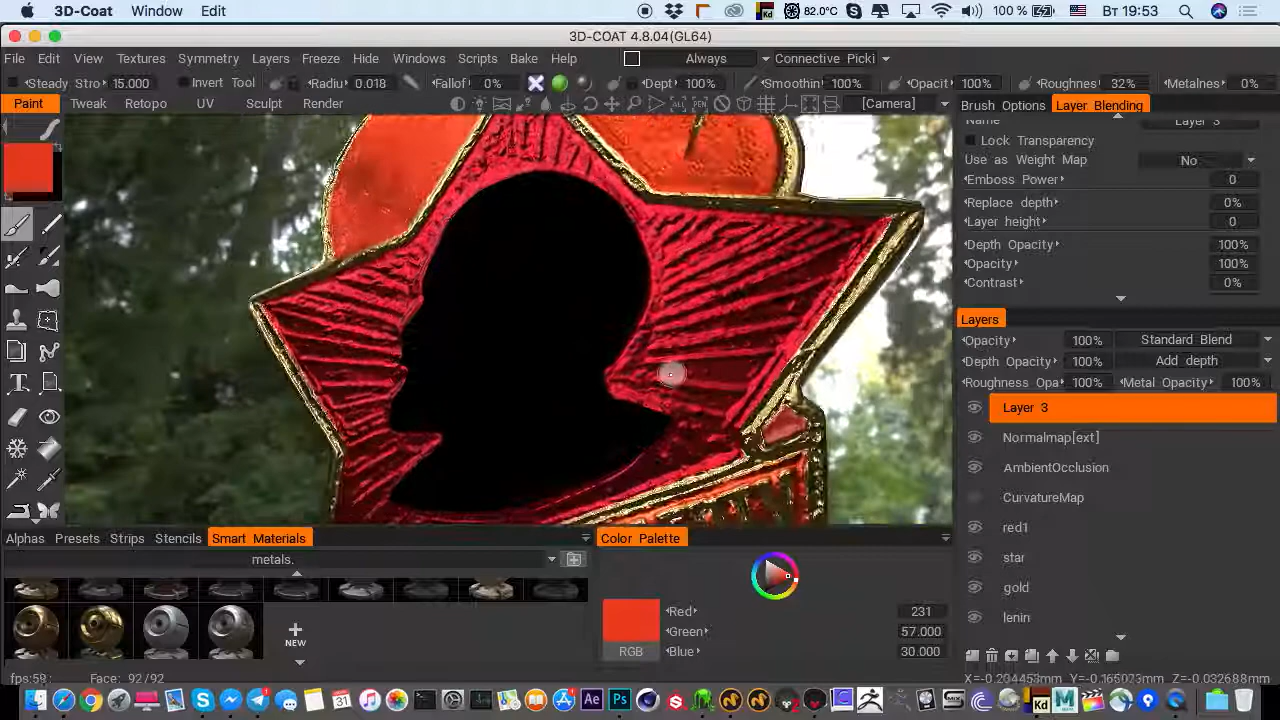 3D-Coat Window Edit 82.0°C 100 % Вт 19:53
3D-COAT 4.8.04(GL64)
File Edit View Textures Symmetry Layers Freeze Hide Windows Scripts Bake Help Always Connective Picki
Steady Stro 15.000 Invert Tool Radiu 0.018 Fallof 0% Dept 100% Smoothin 100% Opacit 100% Roughnes 32% Metalnes 0%
Paint Tweak Retopo UV Sculpt Render [Camera] Brush Options Layer Blending
Name Layer 3
Lock Transparency
Use as Weight Map No
Emboss Power 0
Replace depth 0%
Layer height 0
Depth Opacity 100%
Opacity 100%
Contrast 0%
Layers
Opacity 100% Standard Blend
Depth Opacity 100% Add depth
Roughness Opa 100% Metal Opacity 100%
Layer 3
Normalmap[ext]
AmbientOcclusion
CurvatureMap
red1
star
gold
lenin
Alphas Presets Strips Stencils Smart Materials Color Palette
metals.
NEW
Red 231
Green 57.000
RGB Blue 30.000
fps:59 Face: 92/92 X=-0.204453m Y=-0.165023m Z=-0.032688m